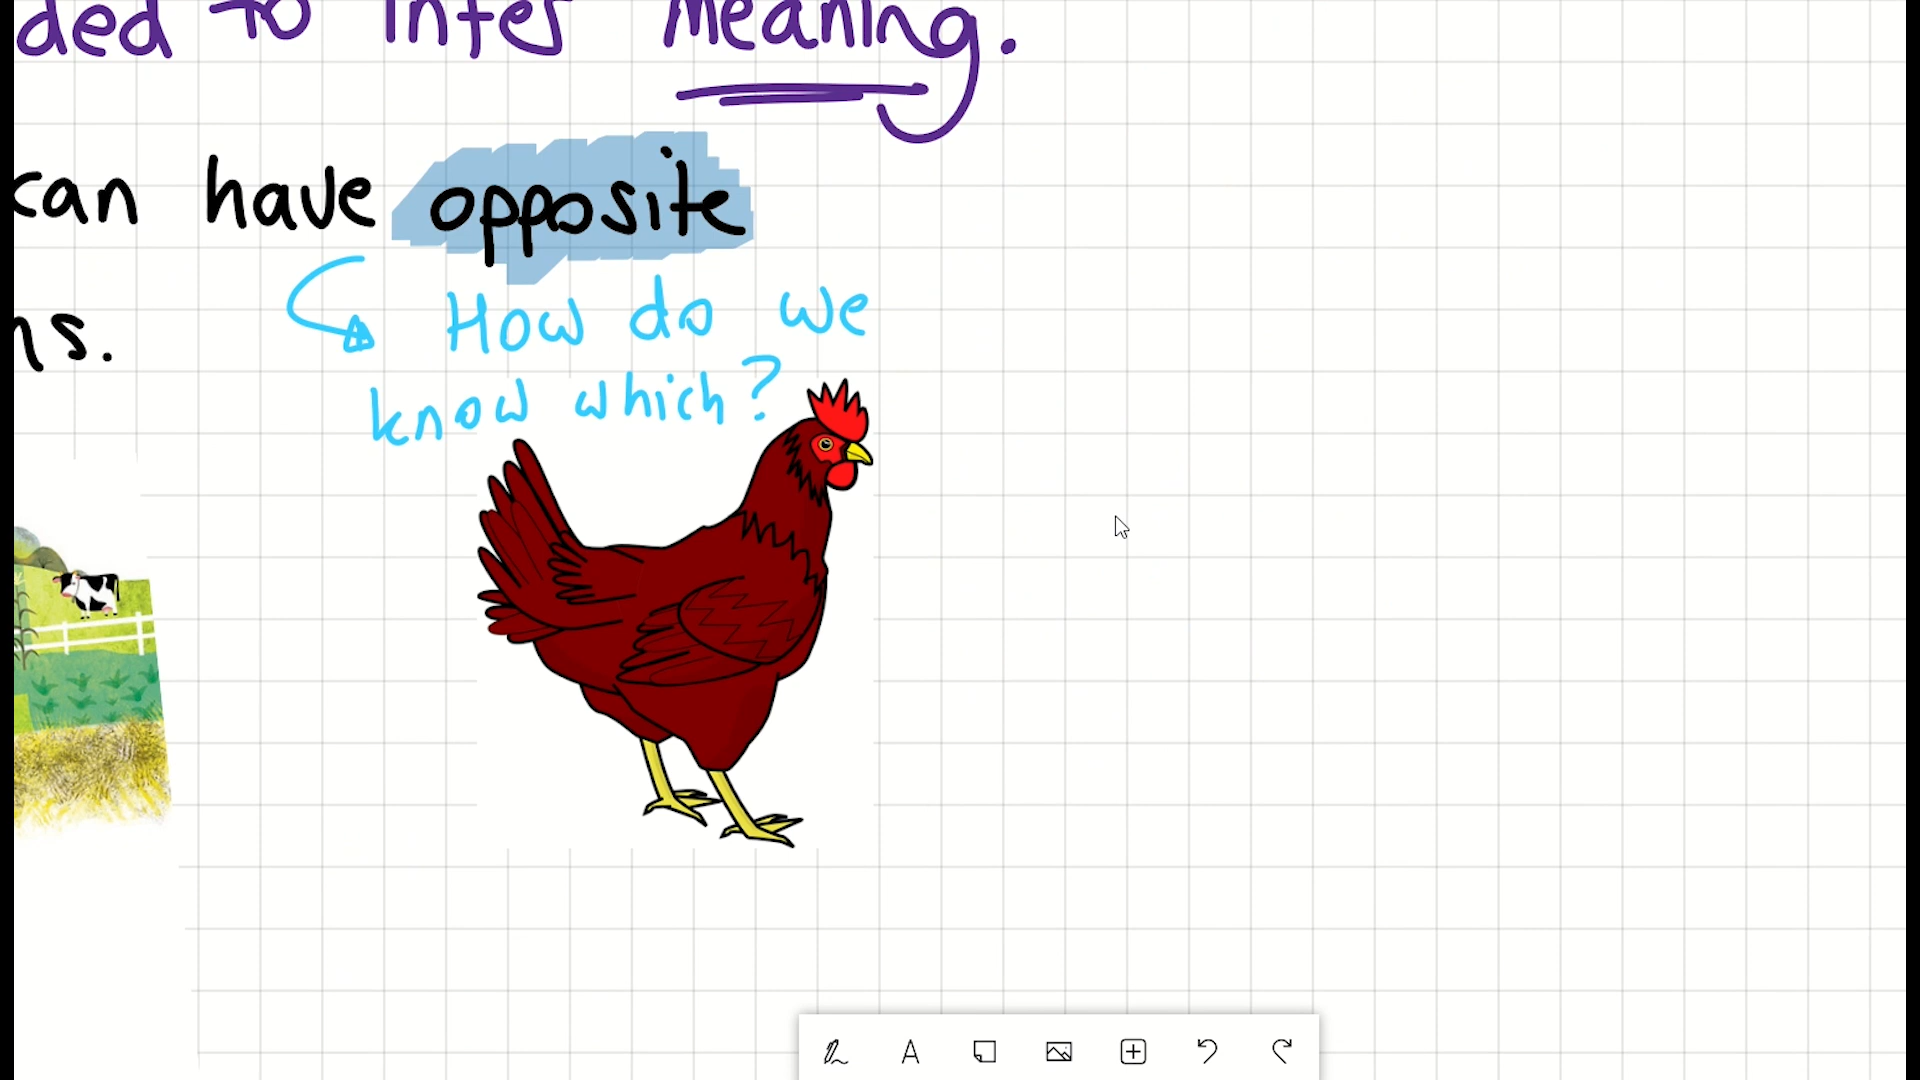 ded to infer meaning.
can have opposite
ns.
How do we
know which?